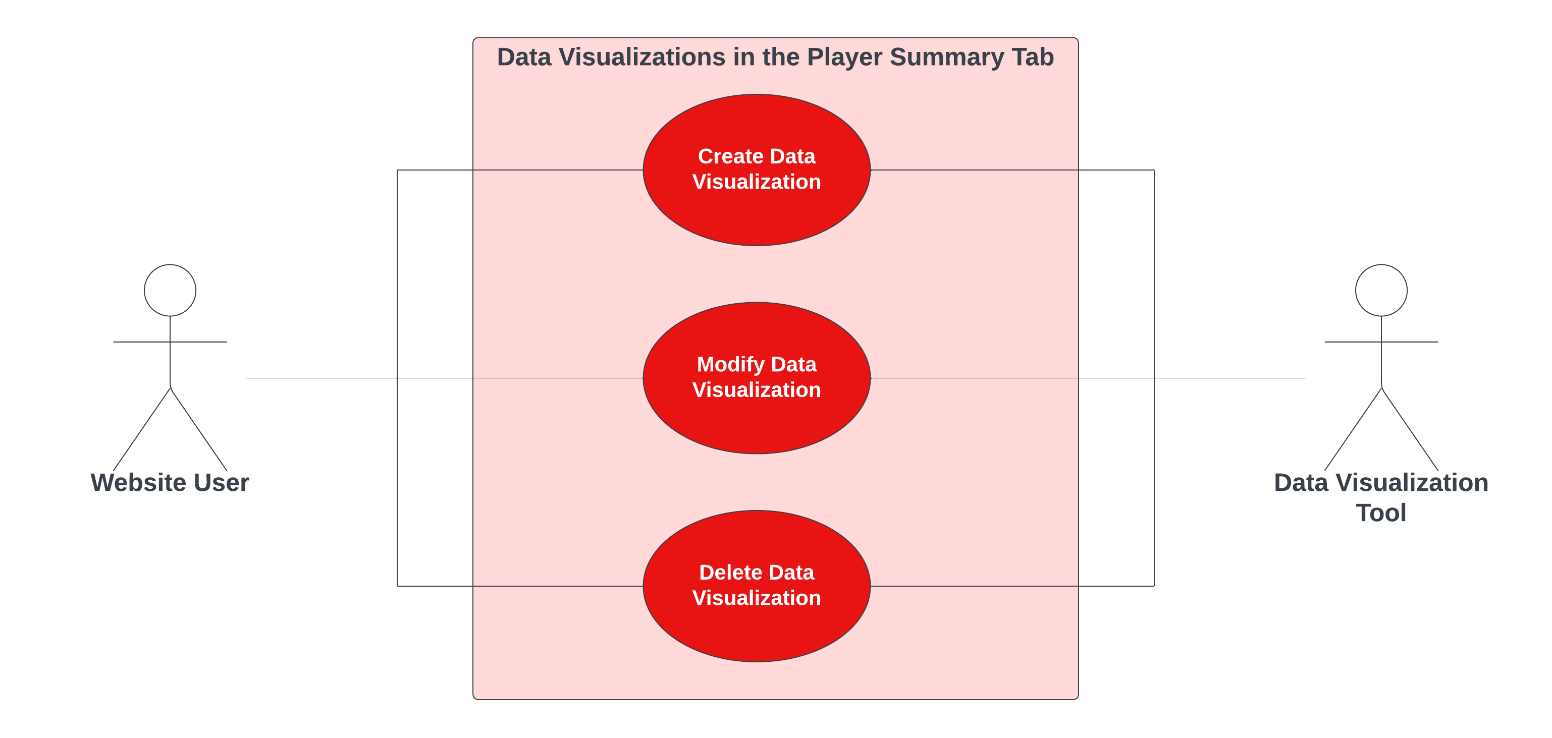 Data Visualizations in the Player Summary Tab
Create Data
Visualization
Modify Data
Visualization
Website User
Data Visualization
Tool
Delete Data
Visualization